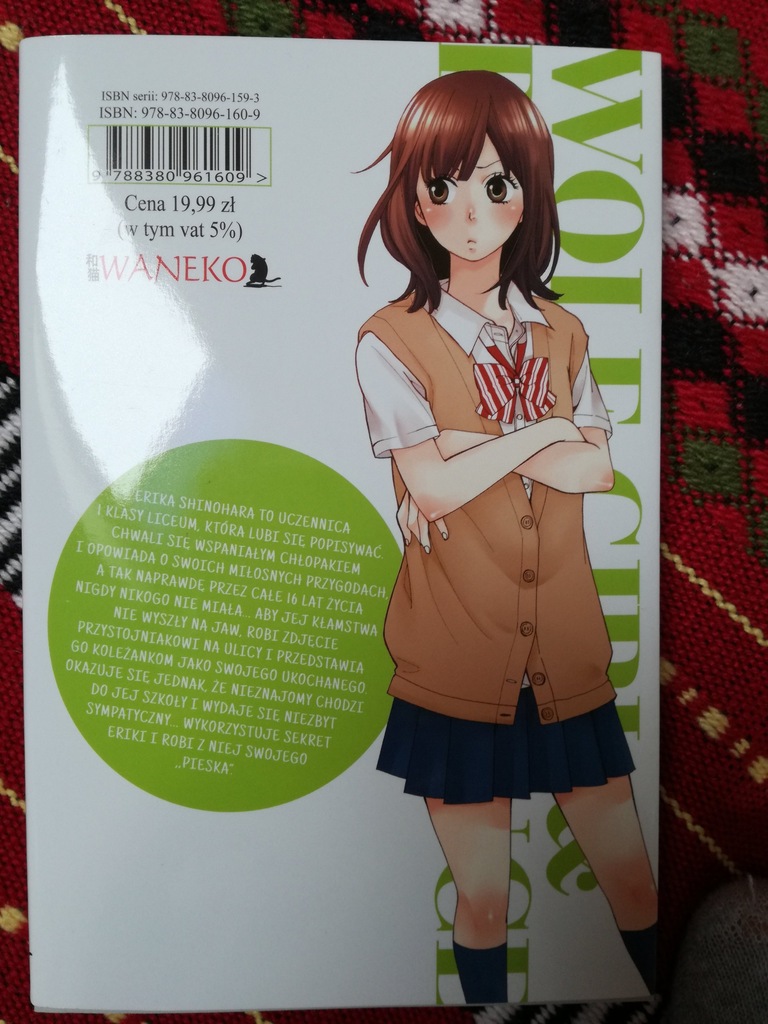 ISBN serii: 978-83-8096-159-3
ISBN: 978-83-8096-160-9
9 788380 961609 >
Cena 19,99 zł
(w tym vat 5%)
和猫 WANEKO
WOLF GIRL &
ERIKA SHINOHARA TO UCZENNICA
I KLASY LICEUM, KTÓRA LUBI SIĘ POPISYWAĆ.
CHWALI SIĘ WSPANIAŁYM CHŁOPAKIEM
I OPOWIADA O SWOICH MIŁOSNYCH PRZYGODACH,
A TAK NAPRAWDĘ PRZEZ CAŁE 16 LAT ŻYCIA
NIGDY NIKOGO NIE MIAŁA... ABY JEJ KŁAMSTWA
NIE WYSZŁY NA JAW, ROBI ZDJĘCIE
PRZYSTOJNIAKOWI NA ULICY I PRZEDSTAWIA
GO KOLEŻANKOM JAKO SWOJEGO UKOCHANEGO.
OKAZUJE SIĘ JEDNAK, ŻE NIEZNAJOMY CHODZI
DO JEJ SZKOŁY I WYDAJE SIĘ NIEZBYT
SYMPATYCZNY... WYKORZYSTUJE SEKRET
ERIKI I ROBI Z NIEJ SWOJEGO
„PIESKA”.